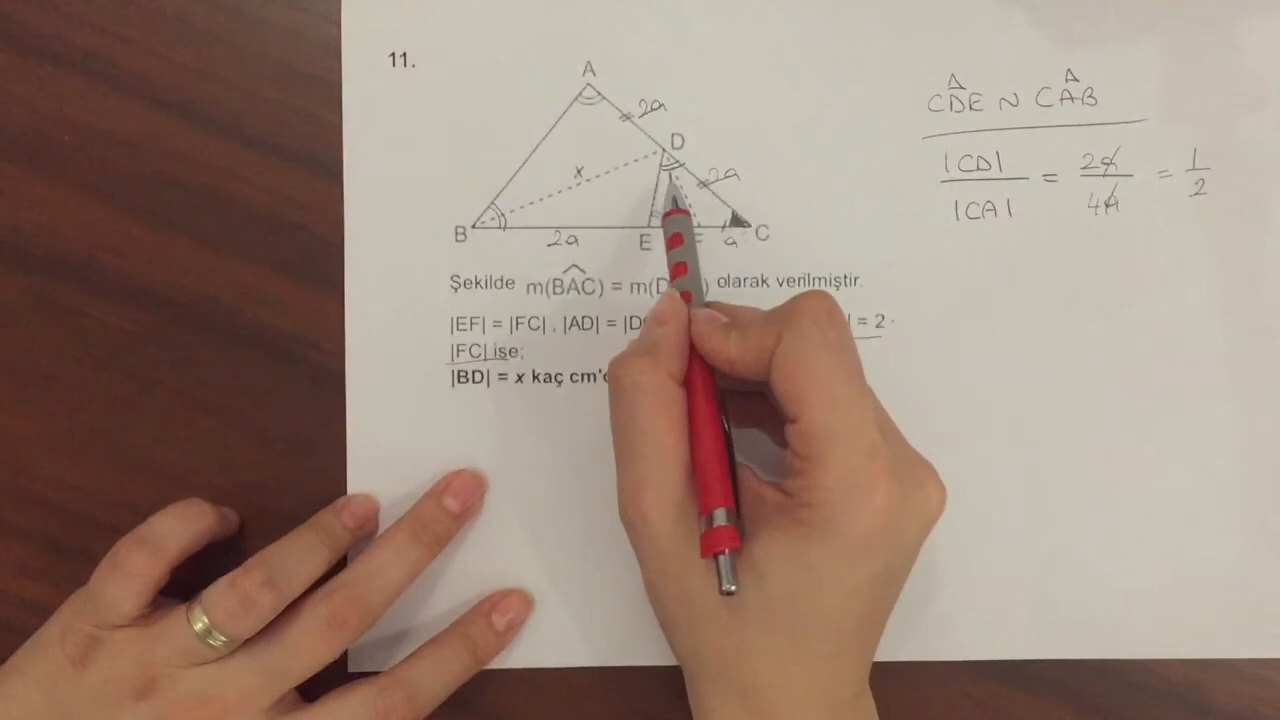 11.
A
2a
D
x
2a
B
2a
E
F
a
C
Şekilde m(BAC) = m(D ) olarak verilmiştir.
|EF| = |FC| , |AD| = |D | = 2 ·
|FC| ise;
|BD| = x kaç cm'd
CDE ~ CAB
|CD| / |CA| = 2a / 4a = 1 / 2